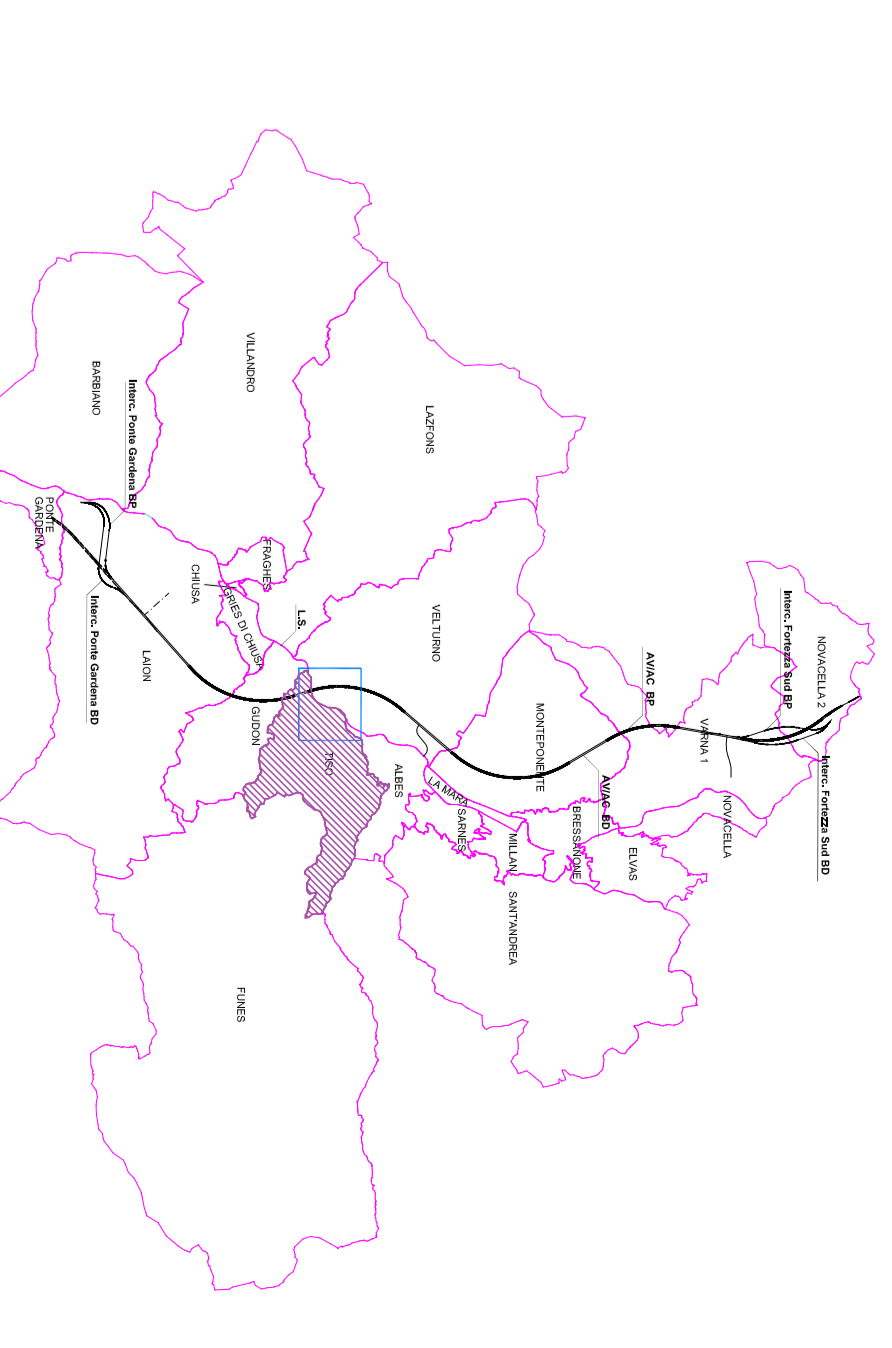 VILLANDRO
BARBIANO
Interc. Ponte Gardena BP
LAZFONS
PONTE
GARDENA
FRAGHES
CHIUSA
GRIES DI CHIUSA
L.S.
VELTURNO
Interc. Ponte Gardena BD
LAION
GUDON
TISO
ALBES
LA MARA
SARNES
MONTEPONENTE
AV/AC BP
AV/AC BD
Interc. Fortezza Sud BP
NOVACELLA 2
VARNA 1
Interc. Fortezza Sud BD
NOVACELLA
BRESSANONE
MILLAN
ELVAS
SANT'ANDREA
FUNES